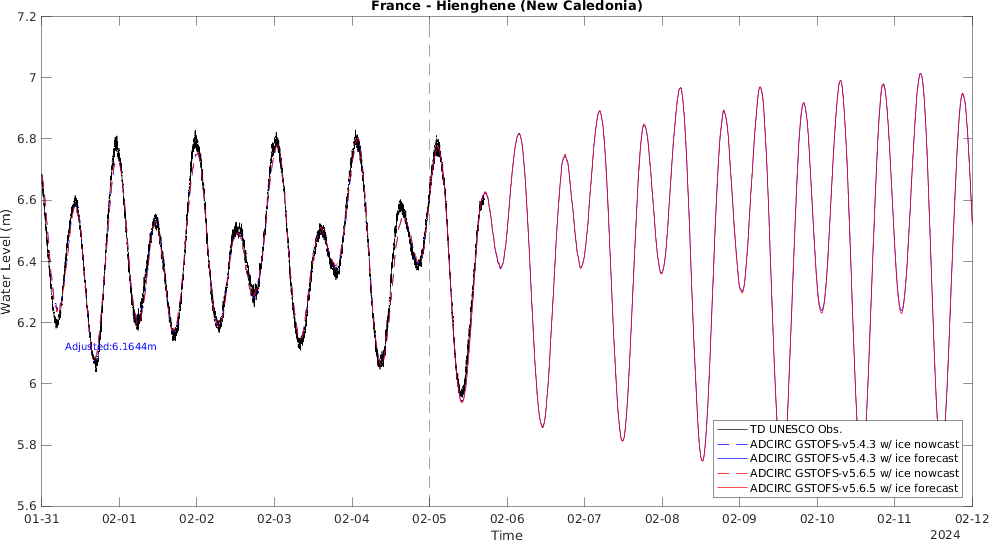 France - Hienghene (New Caledonia)
7.2
7
6.8
6.6
6.4
6.2
6
5.8
5.6
Water Level (m)
Adjusted:6.1644m
TD UNESCO Obs.
ADCIRC GSTOFS-v5.4.3 w/ ice nowcast
ADCIRC GSTOFS-v5.4.3 w/ ice forecast
ADCIRC GSTOFS-v5.6.5 w/ ice nowcast
ADCIRC GSTOFS-v5.6.5 w/ ice forecast
01-31 02-01 02-02 02-03 02-04 02-05 02-06 02-07 02-08 02-09 02-10 02-11 02-12
Time
2024